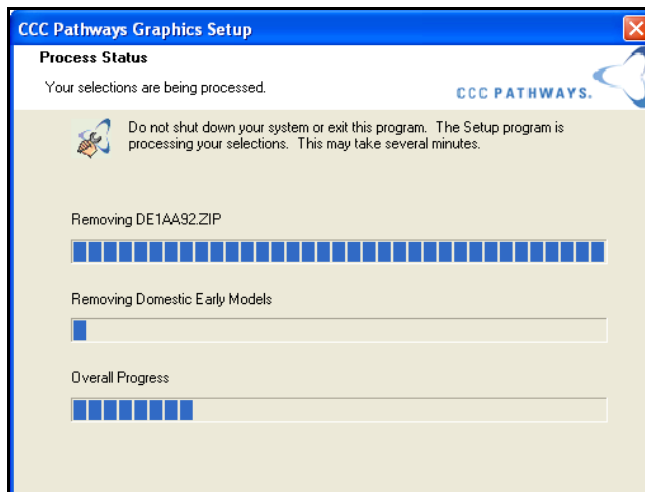 CCC Pathways Graphics Setup
Process Status
Your selections are being processed.
CCC PATHWAYS.
Do not shut down your system or exit this program. The Setup program is
processing your selections. This may take several minutes.
Removing DE1AA92.ZIP
Removing Domestic Early Models
Overall Progress